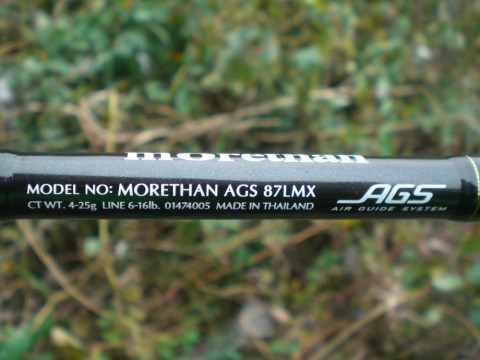 morethan
MODEL NO: MORETHAN AGS 87LMX
CT WT. 4-25g LINE 6-16lb. 01474005 MADE IN THAILAND
AGS
AIR GUIDE SYSTEM